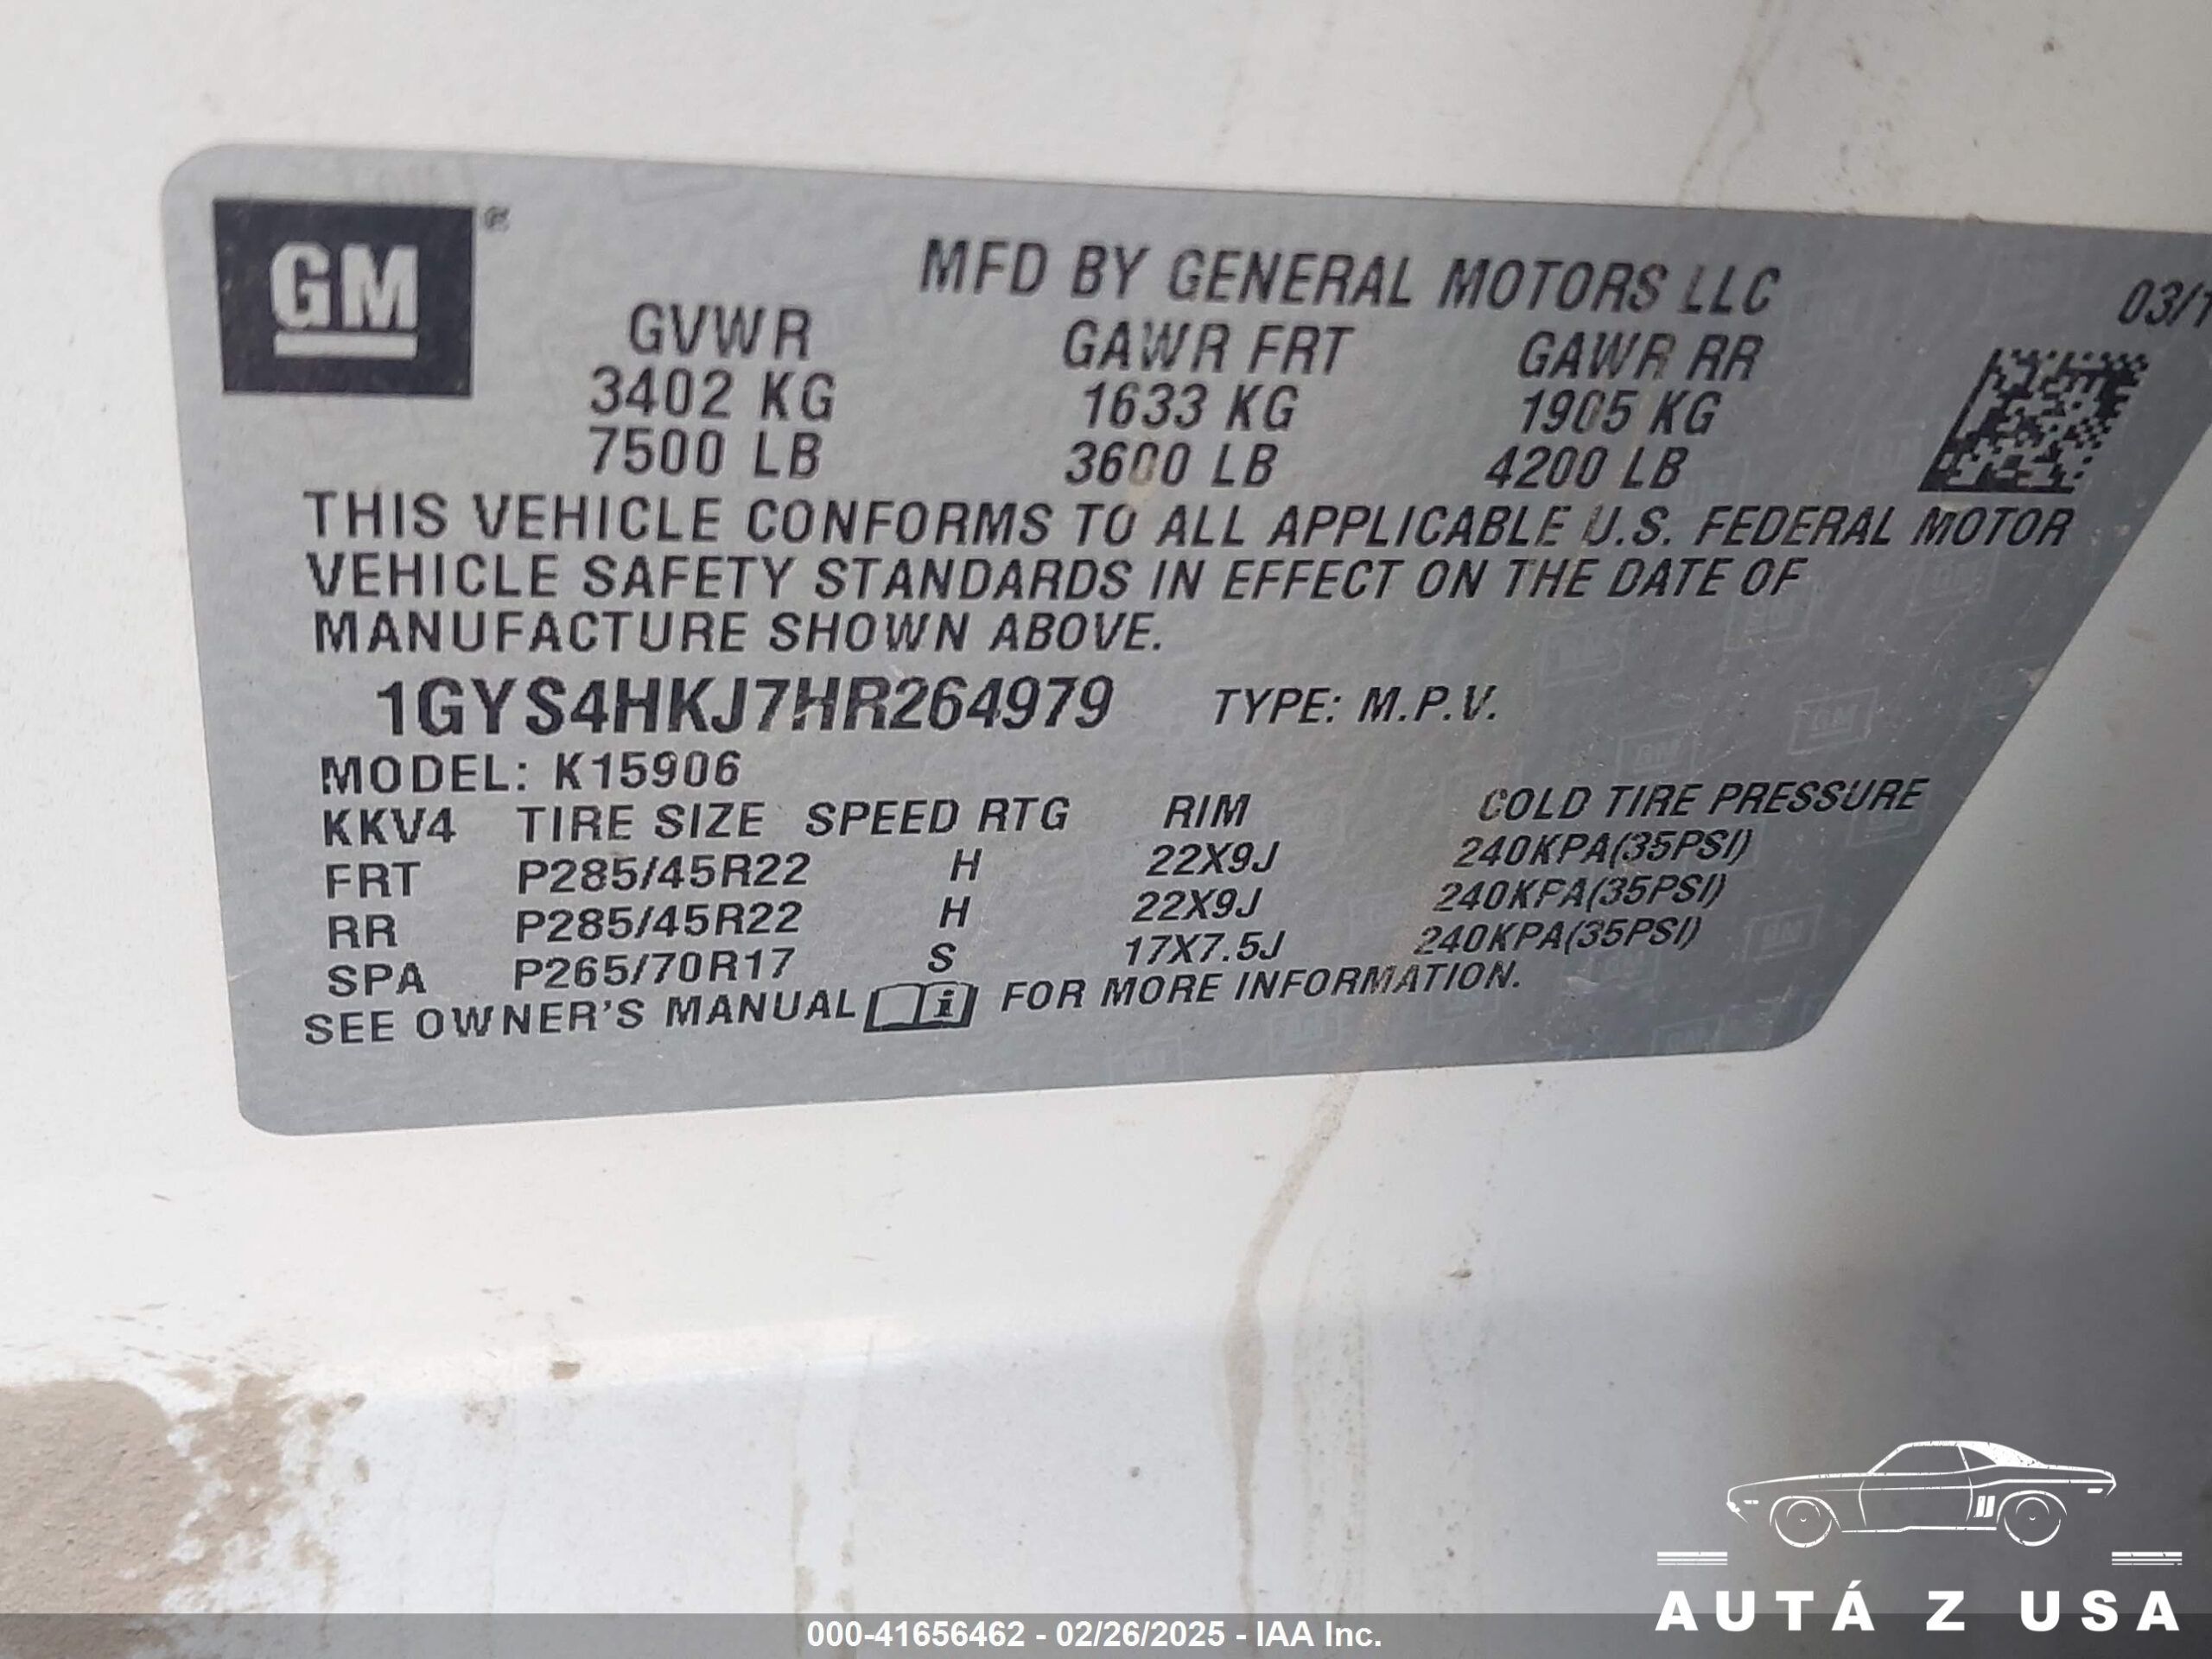 GM ®
MFD BY GENERAL MOTORS LLC
03/1
GVWR GAWR FRT GAWR RR
3402 KG 1633 KG 1905 KG
7500 LB 3600 LB 4200 LB
THIS VEHICLE CONFORMS TO ALL APPLICABLE U.S. FEDERAL MOTOR
VEHICLE SAFETY STANDARDS IN EFFECT ON THE DATE OF
MANUFACTURE SHOWN ABOVE.
1GYS4HKJ7HR264979 TYPE: M.P.V.
MODEL: K15906
KKV4 TIRE SIZE SPEED RTG RIM COLD TIRE PRESSURE
FRT P285/45R22 H 22X9J 240KPA(35PSI)
RR P285/45R22 H 22X9J 240KPA(35PSI)
SPA P265/70R17 S 17X7.5J 240KPA(35PSI)
SEE OWNER'S MANUAL i FOR MORE INFORMATION.
AUTÁ Z USA
000-41656462 - 02/26/2025 - IAA Inc.